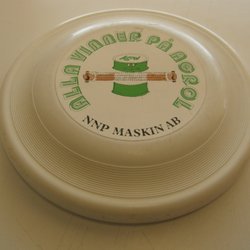 ALLA VINNER PÅ AGROL
NNP MASKIN AB